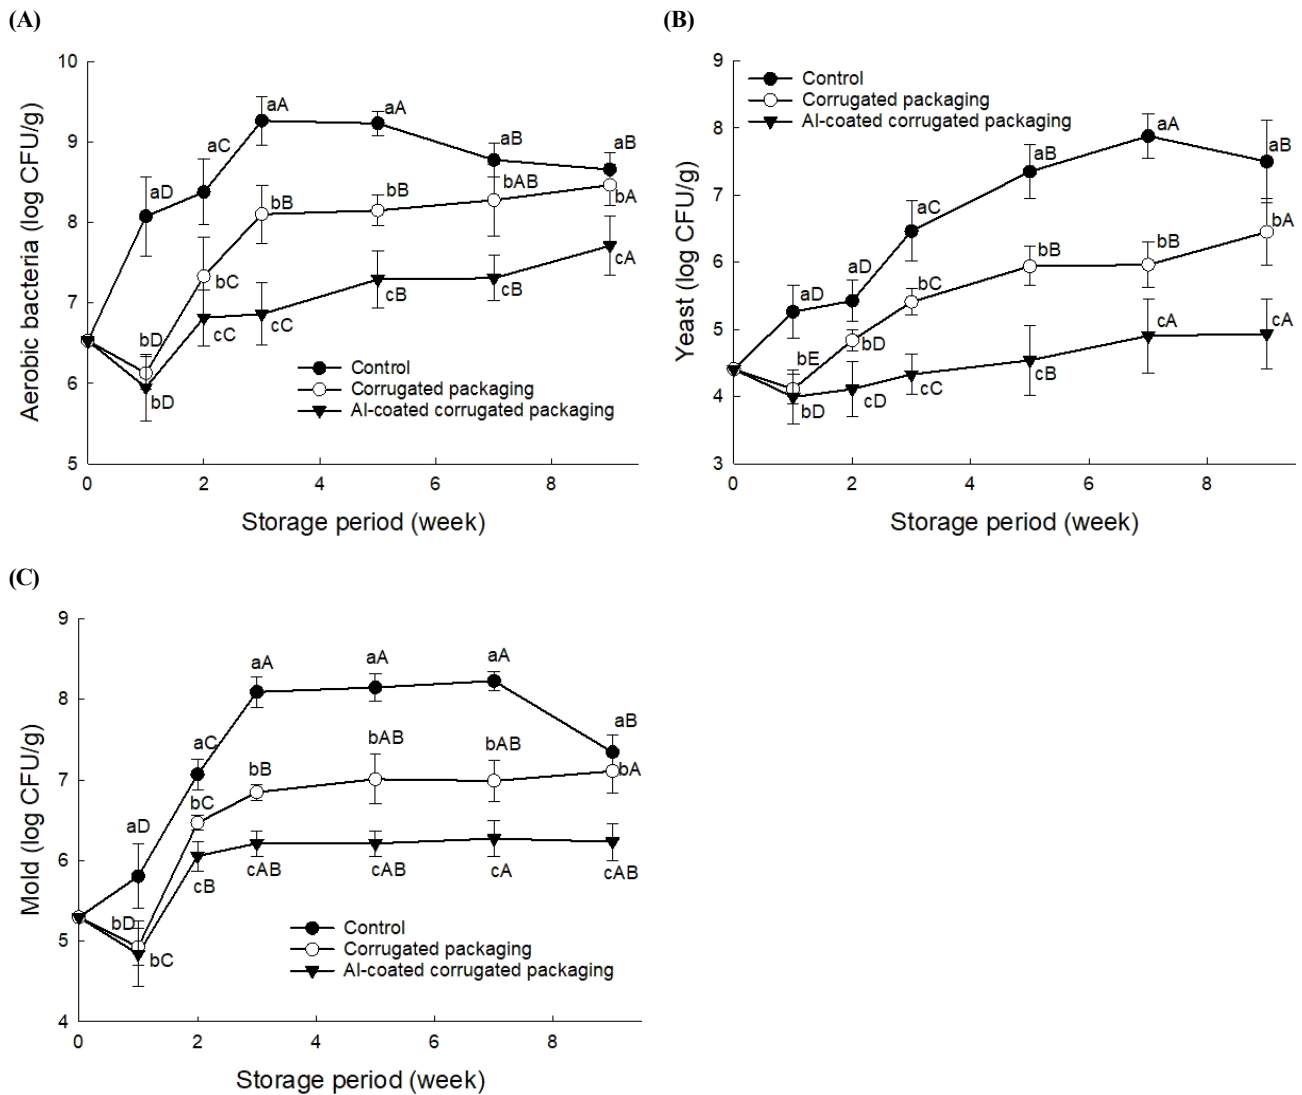 (A)
10
9
8
7
6
5
Aerobic bacteria (log CFU/g)
aD
aC
aA
aA
aB
aB
bD
bC
bB
bB
bAB
bA
bD
cC
cC
cB
cB
cA
Control
Corrugated packaging
Al-coated corrugated packaging
0 2 4 6 8
Storage period (week)
(B)
9
8
7
6
5
4
3
Yeast (log CFU/g)
Control
Corrugated packaging
Al-coated corrugated packaging
aD
aD
aC
aB
aA
aB
bE
bD
bC
bB
bB
bA
bD
cD
cC
cB
cA
cA
0 2 4 6 8
Storage period (week)
(C)
9
8
7
6
5
4
Mold (log CFU/g)
aD
aC
aA
aA
aA
aB
bD
bC
bB
bAB
bAB
bA
bC
cB
cAB
cAB
cA
cAB
Control
Corrugated packaging
Al-coated corrugated packaging
0 2 4 6 8
Storage period (week)